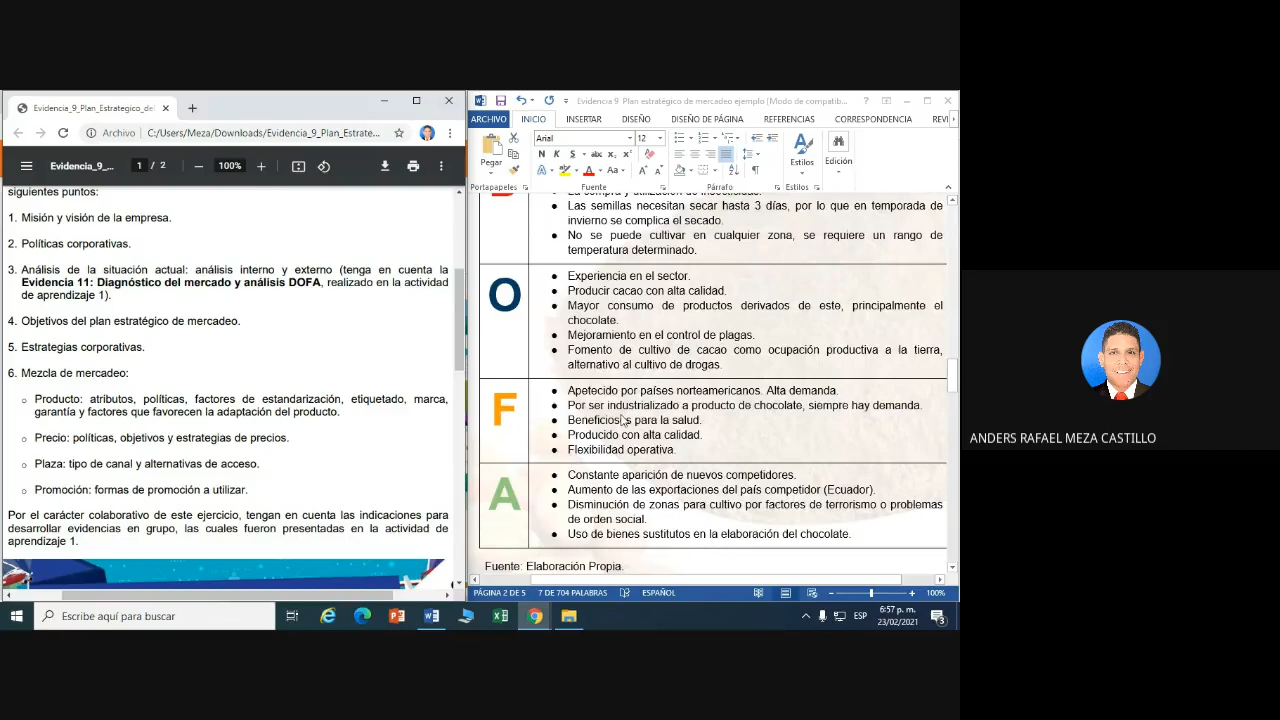 Evidencia_9_Plan_Estrategico_de
Archivo
C:/Users/Meza/Downloads/Evidencia_9_Plan_Estrate...
Evidencia_9_...
1 / 2
100%
siguientes puntos:
1. Misión y visión de la empresa.
2. Políticas corporativas.
3. Análisis de la situación actual: análisis interno y externo (tenga en cuenta la
Evidencia 11: Diagnóstico del mercado y análisis DOFA, realizado en la actividad
de aprendizaje 1).
4. Objetivos del plan estratégico de mercadeo.
5. Estrategias corporativas.
6. Mezcla de mercadeo:
Producto: atributos, políticas, factores de estandarización, etiquetado, marca,
garantía y factores que favorecen la adaptación del producto.
Precio: políticas, objetivos y estrategias de precios.
Plaza: tipo de canal y alternativas de acceso.
Promoción: formas de promoción a utilizar.
Por el carácter colaborativo de este ejercicio, tengan en cuenta las indicaciones para
desarrollar evidencias en grupo, las cuales fueron presentadas en la actividad de
aprendizaje 1.
Evidencia 9 Plan estratégico de mercadeo ejemplo (Modo de compatib...
ARCHIVO INICIO INSERTAR DISEÑO DISEÑO DE PÁGINA REFERENCIAS CORRESPONDENCIA REVI
Pegar
Arial
12
N K S abc x₂ x²
Estilos
Edición
Portapapeles
Fuente
Párrafo
Estilos
• Las semillas necesitan secar hasta 3 días, por lo que en temporada de
invierno se complica el secado.
• No se puede cultivar en cualquier zona, se requiere un rango de
temperatura determinado.
O
• Experiencia en el sector.
• Producir cacao con alta calidad.
• Mayor consumo de productos derivados de este, principalmente el
chocolate.
• Mejoramiento en el control de plagas.
• Fomento de cultivo de cacao como ocupación productiva a la tierra,
alternativo al cultivo de drogas.
F
• Apetecido por países norteamericanos. Alta demanda.
• Por ser industrializado a producto de chocolate, siempre hay demanda.
• Beneficiosos para la salud.
• Producido con alta calidad.
• Flexibilidad operativa.
A
• Constante aparición de nuevos competidores.
• Aumento de las exportaciones del país competidor (Ecuador).
• Disminución de zonas para cultivo por factores de terrorismo o problemas
de orden social.
• Uso de bienes sustitutos en la elaboración del chocolate.
Fuente: Elaboración Propia.
PÁGINA 2 DE 5 7 DE 704 PALABRAS ESPAÑOL
100%
Escribe aquí para buscar
ESP
6:57 p. m.
23/02/2021
3
ANDERS RAFAEL MEZA CASTILLO